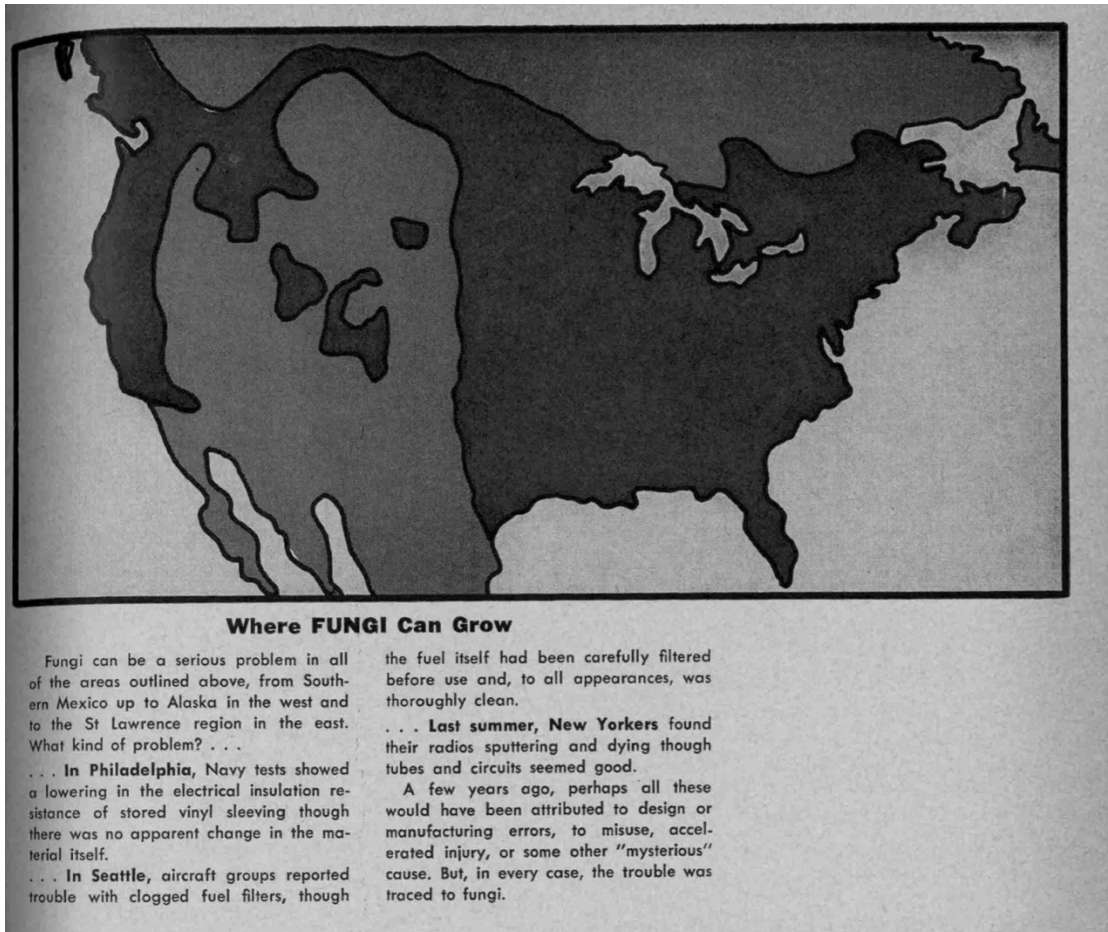 Where FUNGI Can Grow
Fungi can be a serious problem in all
of the areas outlined above, from South-
ern Mexico up to Alaska in the west and
to the St Lawrence region in the east.
What kind of problem? . . .
. . . In Philadelphia, Navy tests showed
a lowering in the electrical insulation re-
sistance of stored vinyl sleeving though
there was no apparent change in the ma-
terial itself.
. . . In Seattle, aircraft groups reported
trouble with clogged fuel filters, though
the fuel itself had been carefully filtered
before use and, to all appearances, was
thoroughly clean.
. . . Last summer, New Yorkers found
their radios sputtering and dying though
tubes and circuits seemed good.
A few years ago, perhaps all these
would have been attributed to design or
manufacturing errors, to misuse, accel-
erated injury, or some other "mysterious"
cause. But, in every case, the trouble was
traced to fungi.